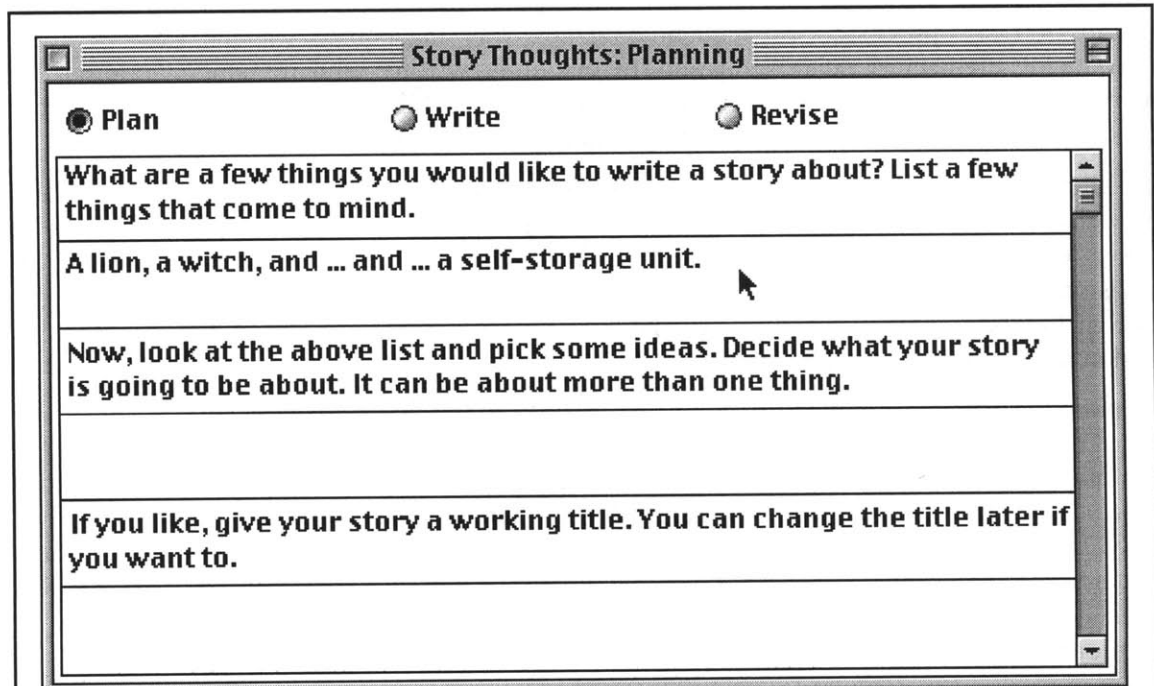 Story Thoughts: Planning
Plan Write Revise
What are a few things you would like to write a story about? List a few
things that come to mind.
A lion, a witch, and ... and ... a self-storage unit.
Now, look at the above list and pick some ideas. Decide what your story
is going to be about. It can be about more than one thing.
If you like, give your story a working title. You can change the title later if
you want to.